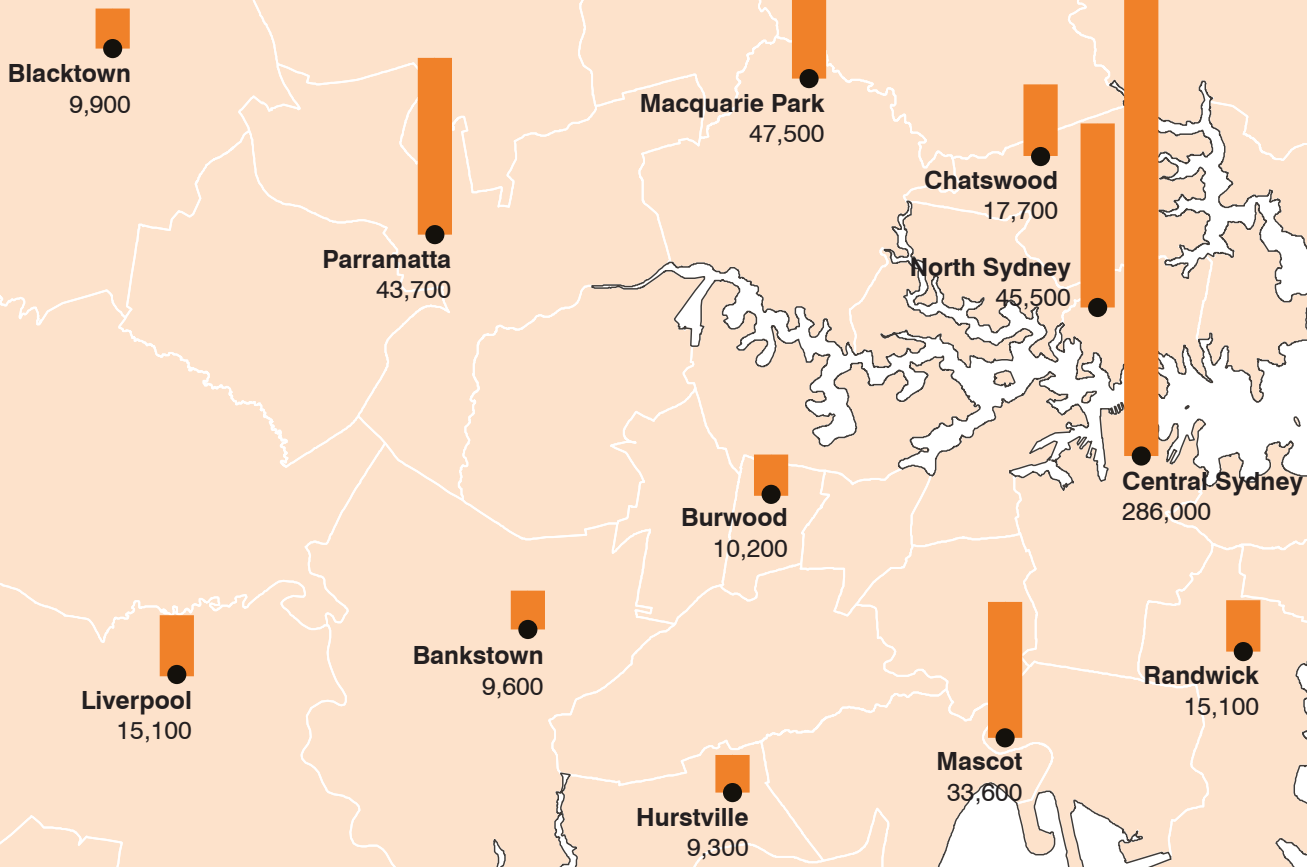 Blacktown
9,900
Macquarie Park
47,500
Chatswood
17,700
Parramatta
43,700
North Sydney
45,500
Central Sydney
286,000
Burwood
10,200
Bankstown
9,600
Liverpool
15,100
Randwick
15,100
Mascot
33,600
Hurstville
9,300